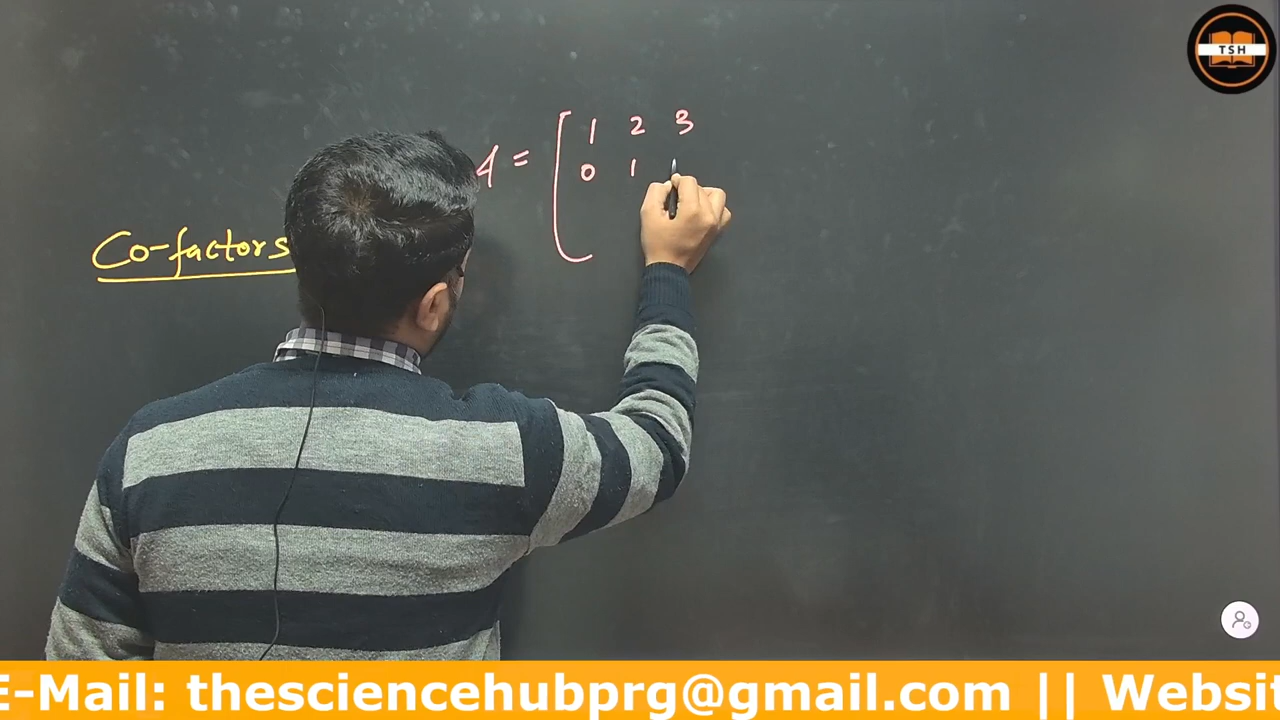 TSH
A = [ 1 2 3
0 1
Co-factors
E-Mail: thesciencehubprg@gmail.com || Websit